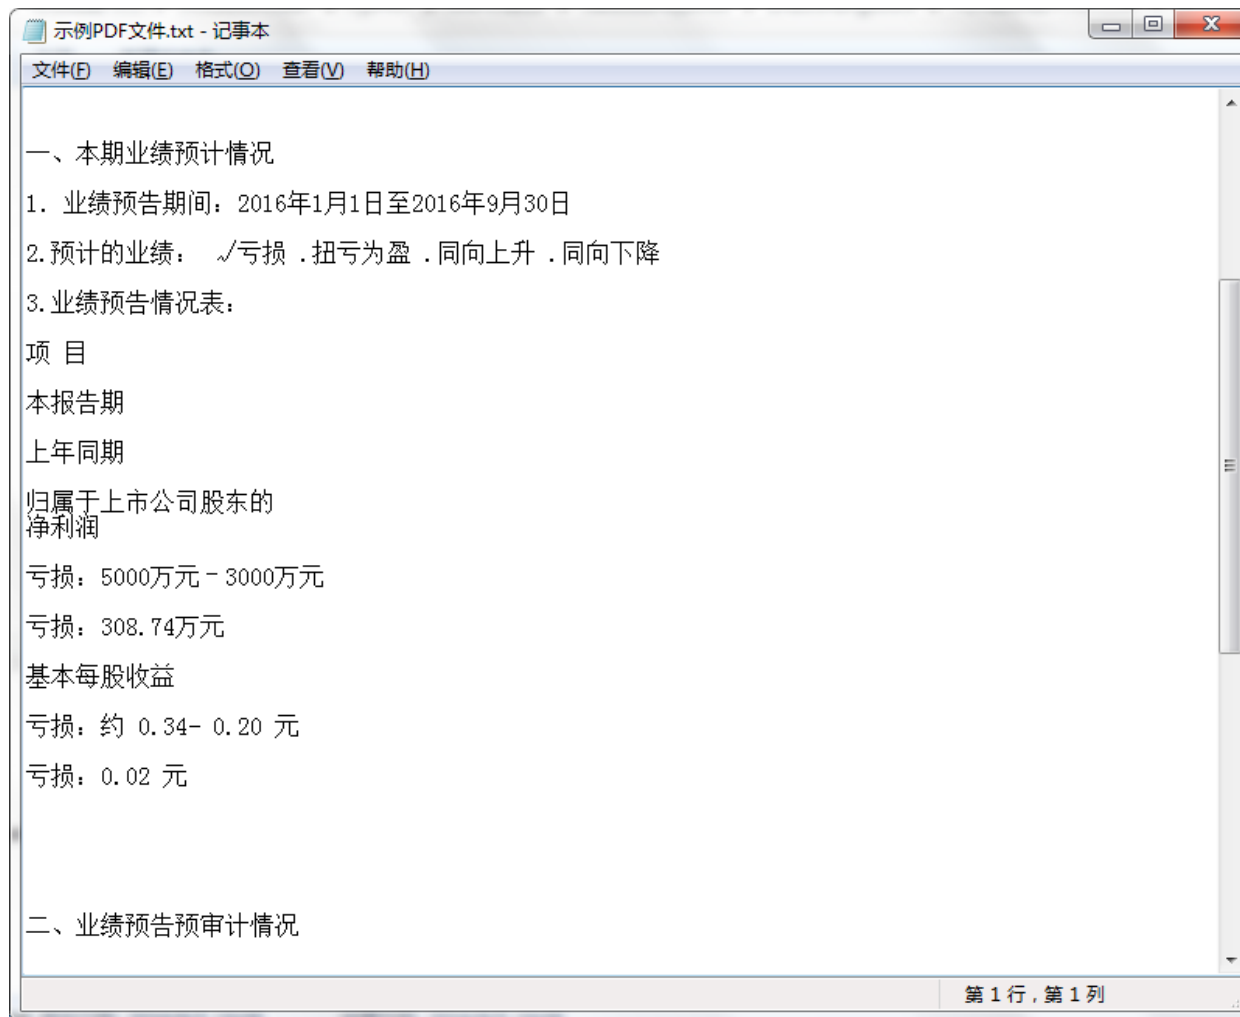 示例PDF文件.txt - 记事本
文件(F) 编辑(E) 格式(O) 查看(V) 帮助(H)
一、本期业绩预计情况
1. 业绩预告期间：2016年1月1日至2016年9月30日
2.预计的业绩： √亏损 .扭亏为盈 .同向上升 .同向下降
3.业绩预告情况表：
项 目
本报告期
上年同期
归属于上市公司股东的
净利润
亏损：5000万元－3000万元
亏损：308.74万元
基本每股收益
亏损：约 0.34- 0.20 元
亏损：0.02 元
二、业绩预告预审计情况
第 1 行，第 1 列